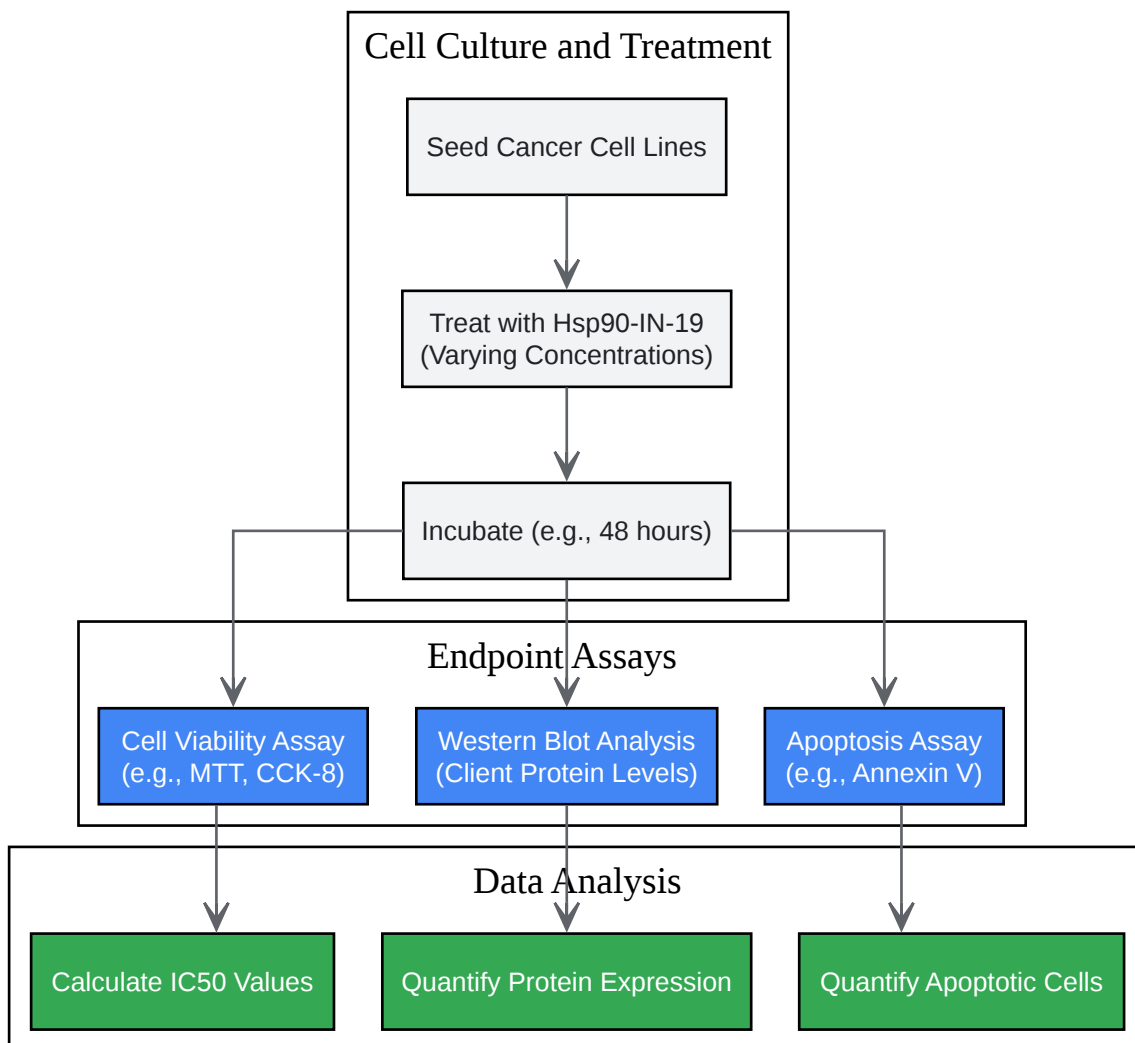 Cell Culture and Treatment
Seed Cancer Cell Lines
Treat with Hsp90-IN-19
(Varying Concentrations)
Incubate (e.g., 48 hours)
Endpoint Assays
Cell Viability Assay
(e.g., MTT, CCK-8)
Western Blot Analysis
(Client Protein Levels)
Apoptosis Assay
(e.g., Annexin V)
Data Analysis
Calculate IC50 Values
Quantify Protein Expression
Quantify Apoptotic Cells